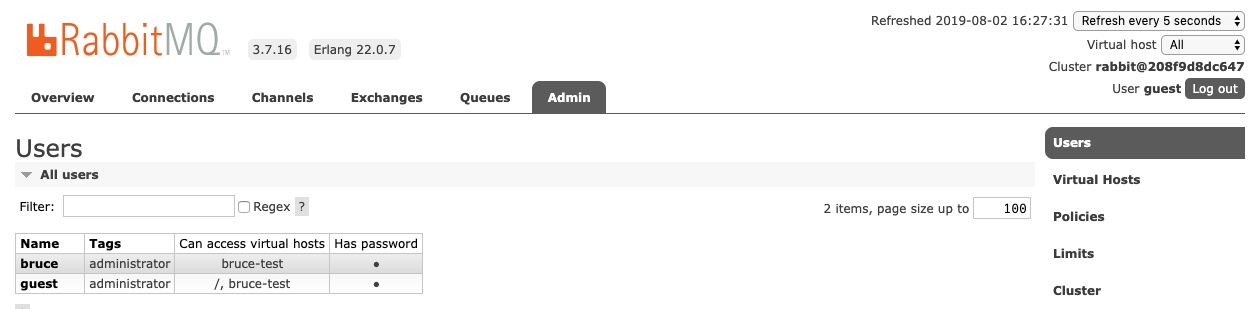 RabbitMQ TM 3.7.16 Erlang 22.0.7
Refreshed 2019-08-02 16:27:31 Refresh every 5 seconds
Virtual host All
Cluster rabbit@208f9d8dc647
User guest Log out
Overview Connections Channels Exchanges Queues Admin
Users
All users
Filter: Regex ?
2 items, page size up to 100
Name Tags Can access virtual hosts Has password
bruce administrator bruce-test ●
guest administrator /, bruce-test ●
Users
Virtual Hosts
Policies
Limits
Cluster